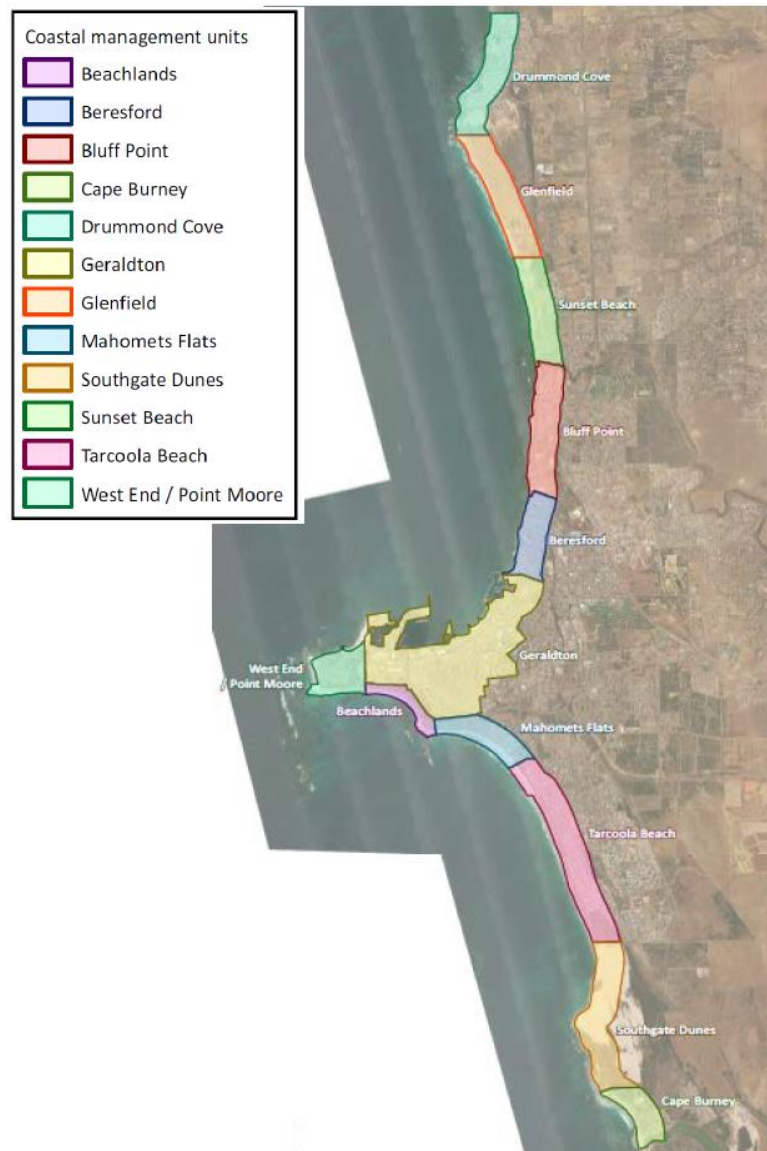 Coastal management units
Beachlands
Beresford
Bluff Point
Cape Burney
Drummond Cove
Geraldton
Glenfield
Mahomets Flats
Southgate Dunes
Sunset Beach
Tarcoola Beach
West End / Point Moore
Drummond Cove
Glenfield
Sunset Beach
Bluff Point
Beresford
Geraldton
West End
/ Point Moore
Beachlands
Mahomets Flats
Tarcoola Beach
Southgate Dunes
Cape Burney